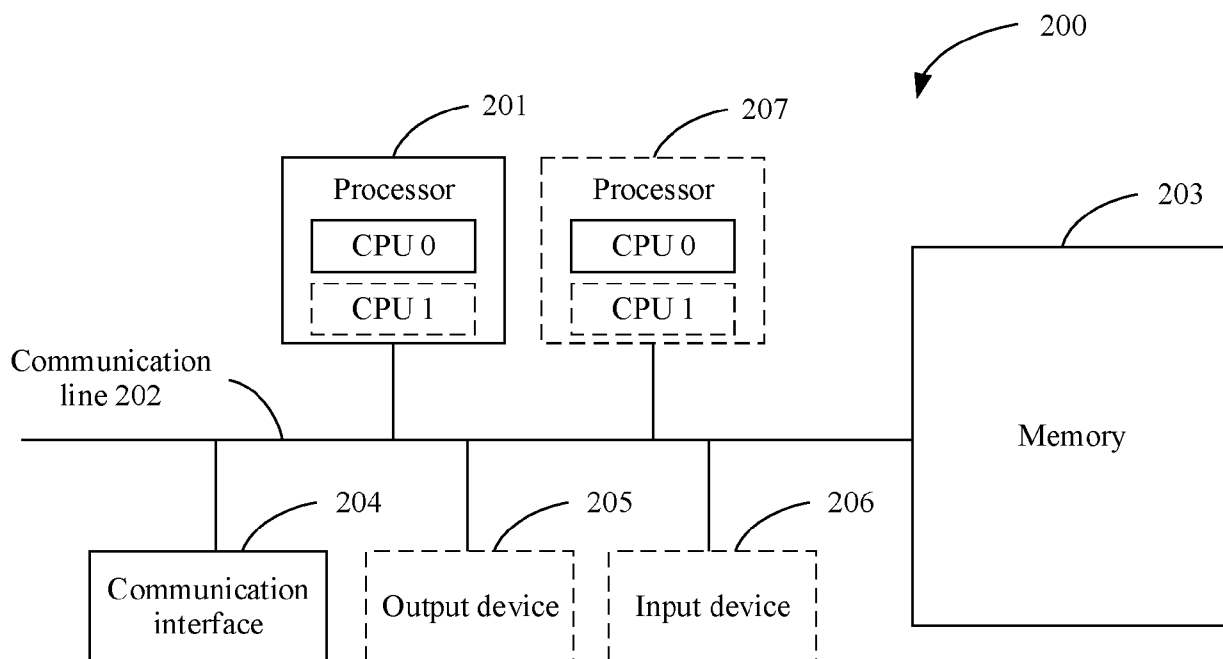 200
201
207
Processor
CPU 0
CPU 1
Processor
CPU 0
CPU 1
203
Memory
Communication
line 202
204
205
206
Communication
interface
Output device
Input device